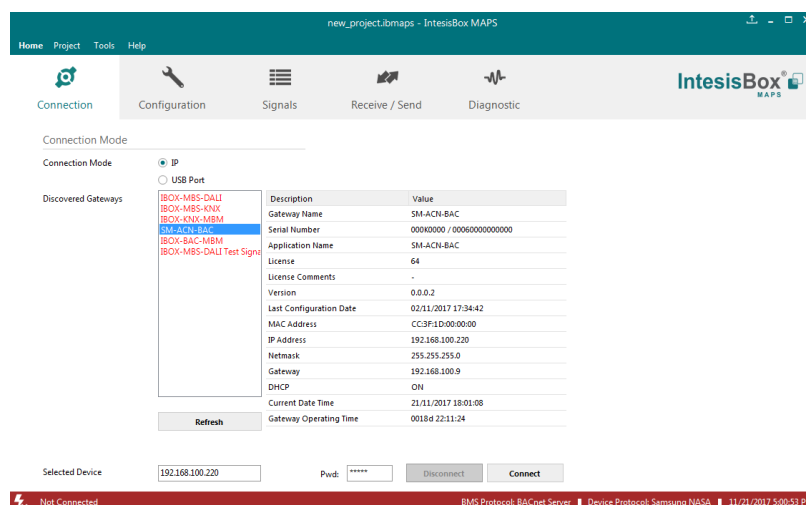 new_project.ibmaps - IntesisBox MAPS
Home Project Tools Help
Connection Configuration Signals Receive / Send Diagnostic
IntesisBox®
MAPS
Connection Mode
Connection Mode IP
USB Port
Discovered Gateways
IBOX-MBS-DALI
IBOX-MBS-KNX
IBOX-KNX-MBM
SM-ACN-BAC
IBOX-BAC-MBM
IBOX-MBS-DALI Test Signa
Description Value
Gateway Name SM-ACN-BAC
Serial Number 000K0000 / 00060000000000
Application Name SM-ACN-BAC
License 64
License Comments -
Version 0.0.0.2
Last Configuration Date 02/11/2017 17:34:42
MAC Address CC:3F:1D:00:00:00
IP Address 192.168.100.220
Netmask 255.255.255.0
Gateway 192.168.100.9
DHCP ON
Current Date Time 21/11/2017 18:01:08
Gateway Operating Time 0018d 22:11:24
Refresh
Selected Device 192.168.100.220 Pwd: ***** Disconnect Connect
Not Connected BMS Protocol: BACnet Server Device Protocol: Samsung NASA 11/21/2017 5:00:53 P